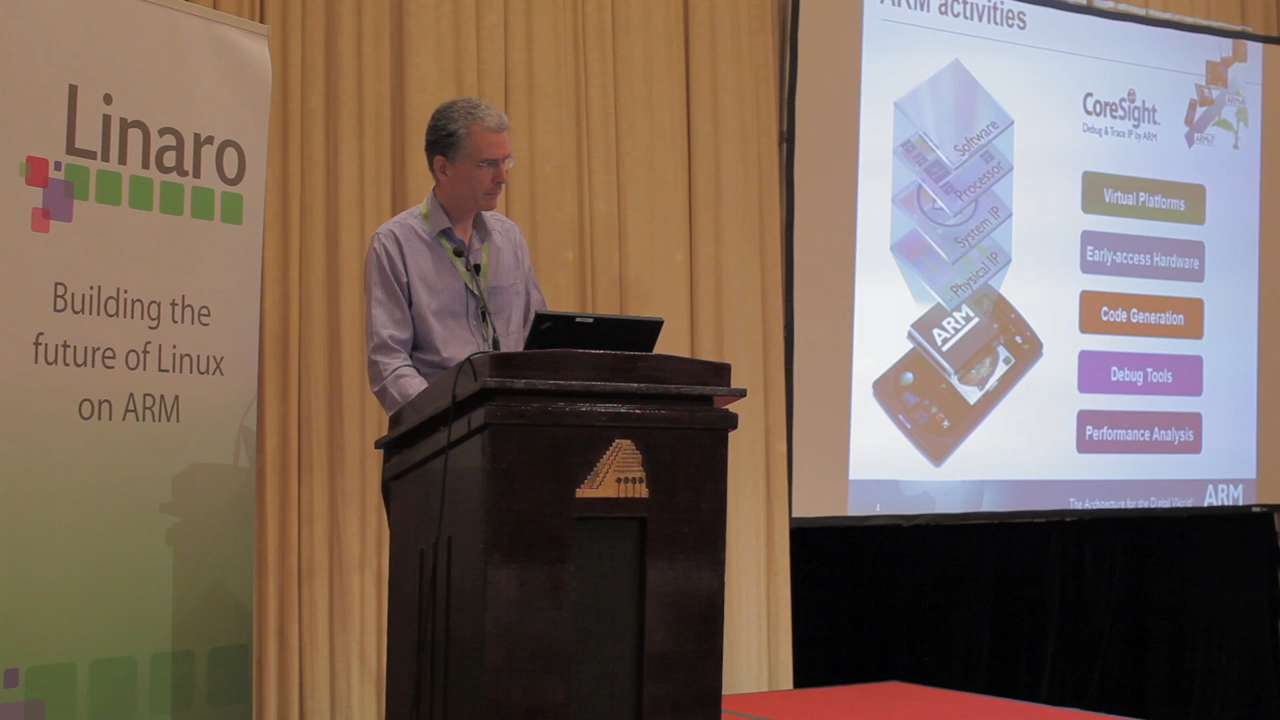 Linaro
Building the
future of Linux
on ARM
ARM activities
Software
Processor
System IP
Physical IP
ARM
CoreSight
Debug & Trace IP by ARM
Virtual Platforms
Early-access Hardware
Code Generation
Debug Tools
Performance Analysis
4
The Architecture for the Digital World
ARM